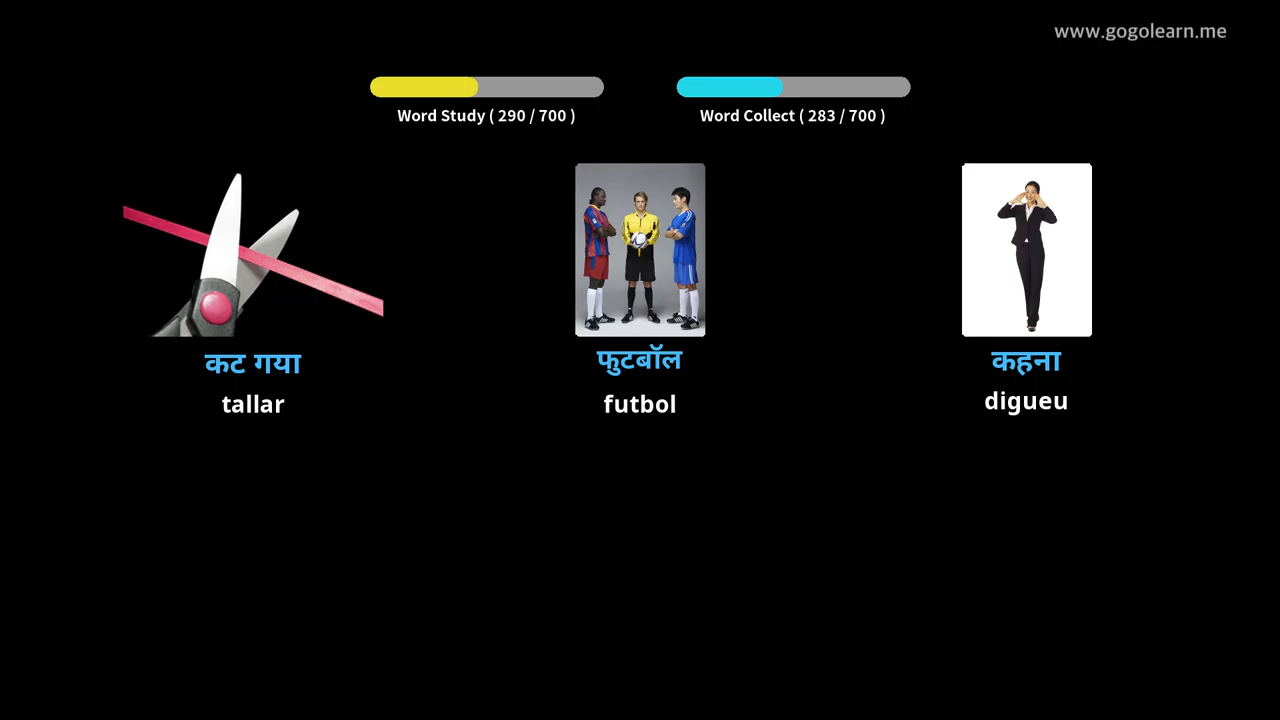 www.gogolearn.me
Word Study ( 290 / 700 )
Word Collect ( 283 / 700 )
कट गया
फुटबॉल
कहना
tallar
futbol
digueu